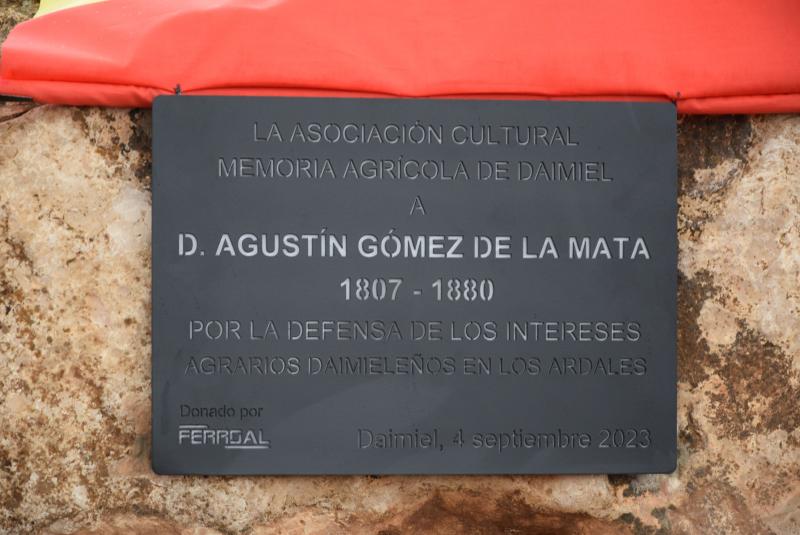 LA ASOCIACIÓN CULTURAL
MEMORIA AGRÍCOLA DE DAIMIEL
A
D. AGUSTÍN GÓMEZ DE LA MATA
1807 - 1880
POR LA DEFENSA DE LOS INTERESES
AGRARIOS DAIMIELEÑOS EN LOS ARDALES
Donado por
FERROAL
Daimiel, 4 septiembre 2023